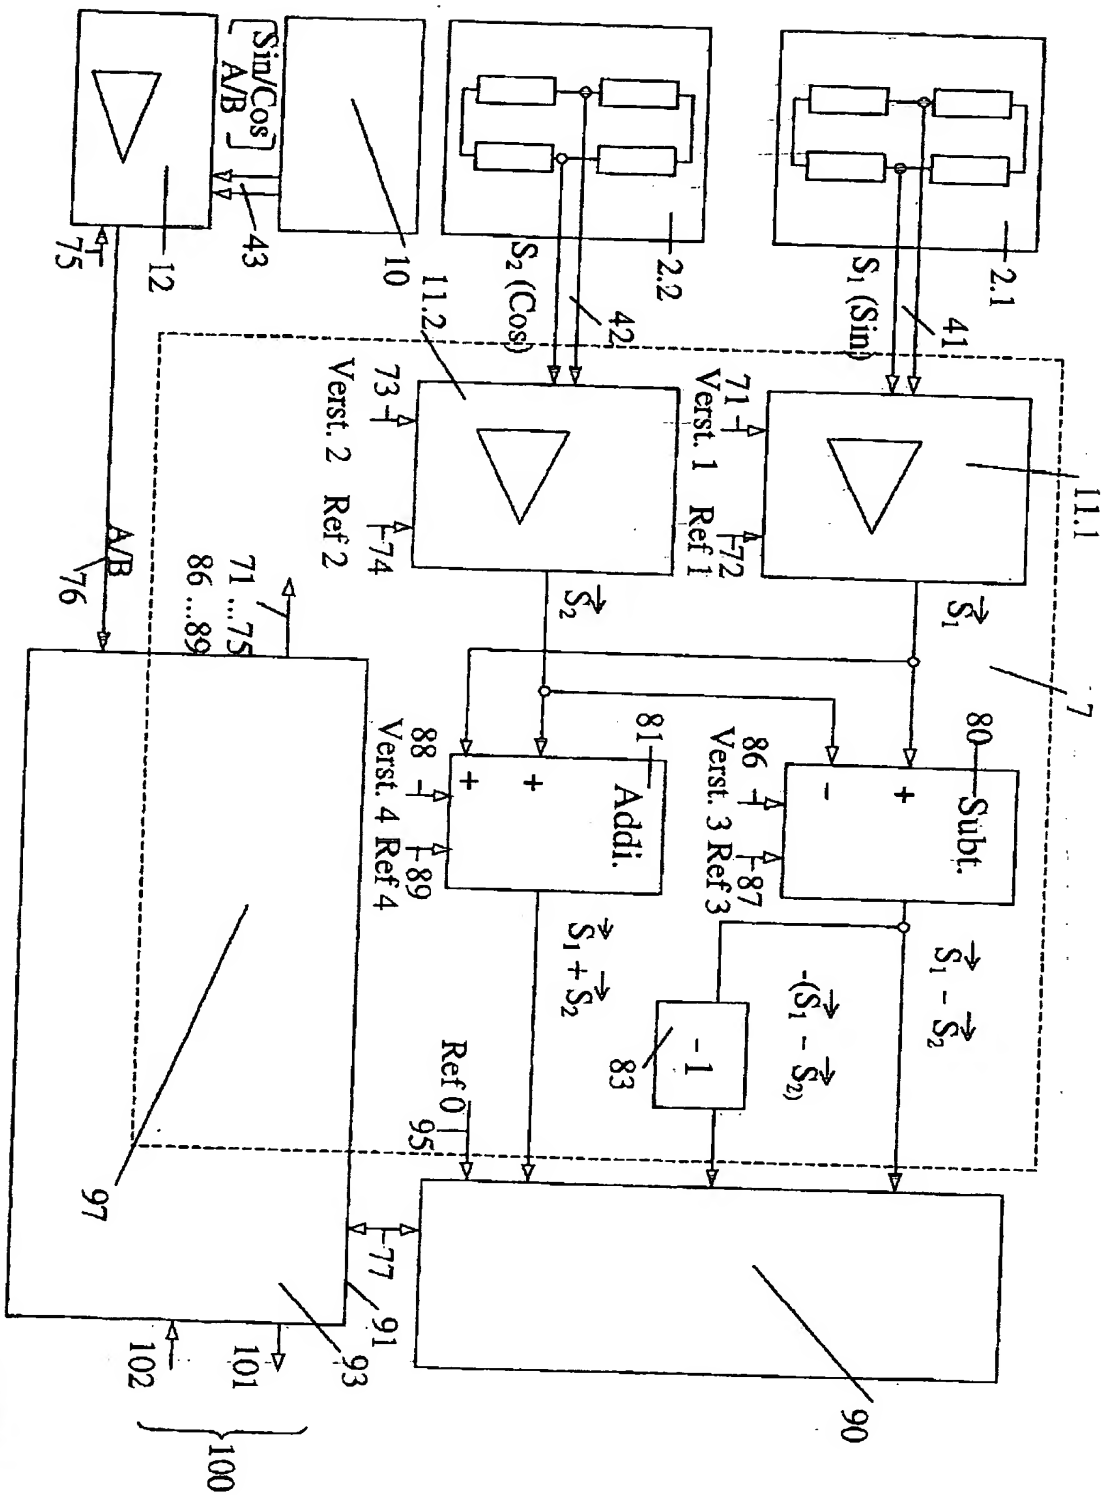 2.1
41
S₁ (Sin)
11.1
71
Verst. 1
72
Ref 1
S₁
7
80
Subt.
+
-
86
Verst. 3
87
Ref 3
S₁ - S₂
-(S₁ - S₂)
- 1
83
90
2.2
42
S₂ (Cos)
11.2
73
Verst. 2
74
Ref 2
S₂
81
Addi.
+
+
88
Verst. 4
89
Ref 4
S₁ + S₂
Ref 0
95
10
Sin/Cos
A/B
43
12
75
A/B
76
71 ...75
86 ...89
97
77
91
93
101
102
100